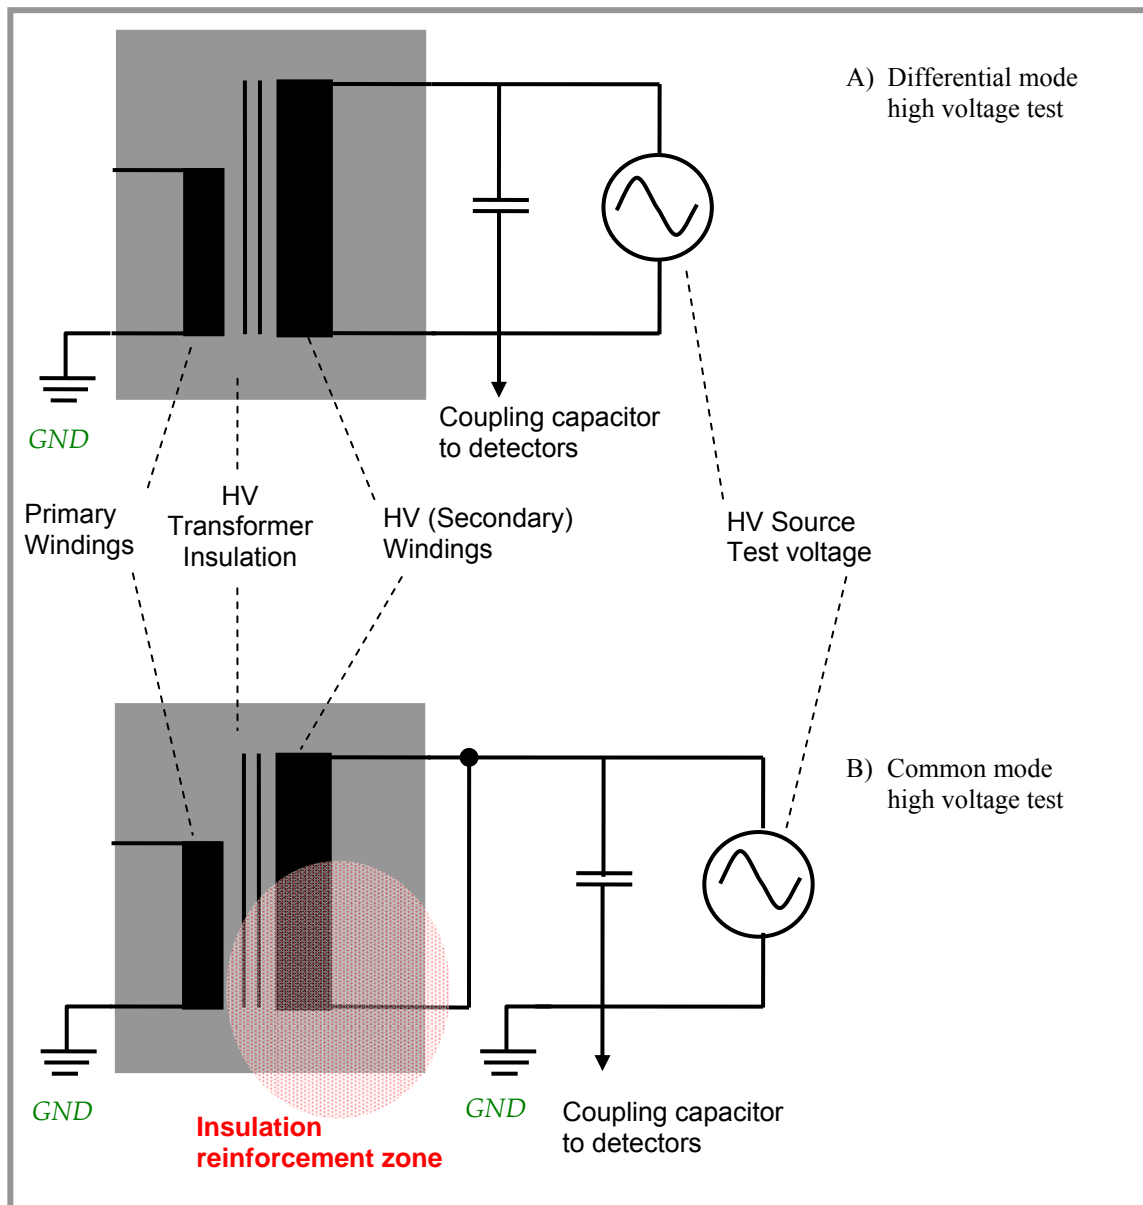 A) Differential mode
high voltage test
GND
Coupling capacitor
to detectors
Primary
Windings
HV
Transformer
Insulation
HV (Secondary)
Windings
HV Source
Test voltage
B) Common mode
high voltage test
GND
GND
Insulation
reinforcement zone
Coupling capacitor
to detectors